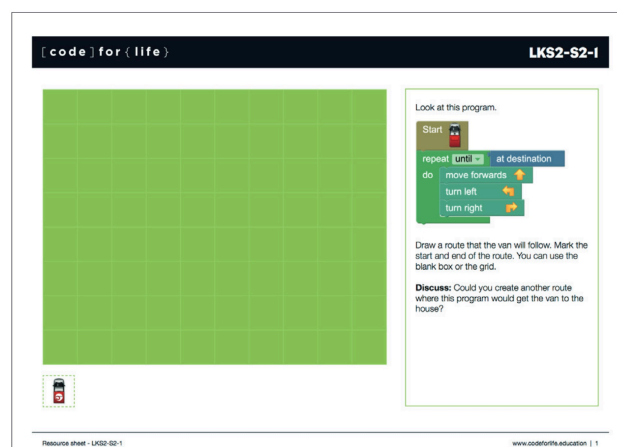 [code]for{life}
LKS2-S2-1
Look at this program.
Start
repeat until at destination
do move forwards
turn left
turn right
Draw a route that the van will follow. Mark the
start and end of the route. You can use the
blank box or the grid.
Discuss: Could you create another route
where this program would get the van to the
house?
Resource sheet - LKS2-S2-1
www.codeforlife.education | 1